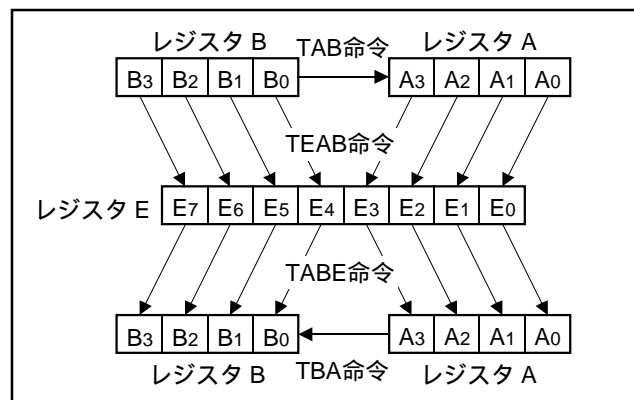 レジスタ B TAB命令 レジスタ A
B3 B2 B1 B0 A3 A2 A1 A0
TEAB命令
レジスタ E E7 E6 E5 E4 E3 E2 E1 E0
TABE命令
B3 B2 B1 B0 A3 A2 A1 A0
レジスタ B TBA命令 レジスタ A